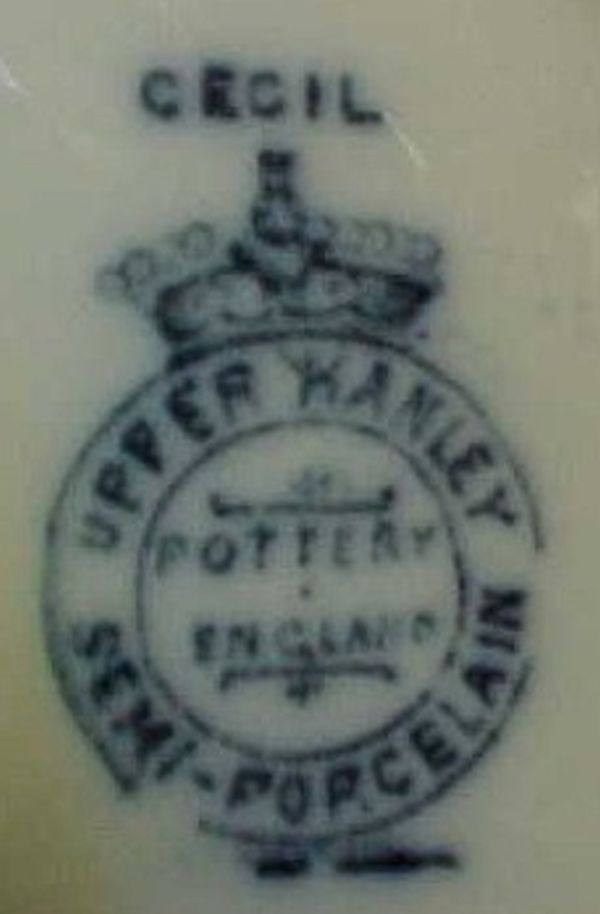 CECIL
UPPER HANLEY
POTTERY
ENGLAND
SEMI-PORCELAIN